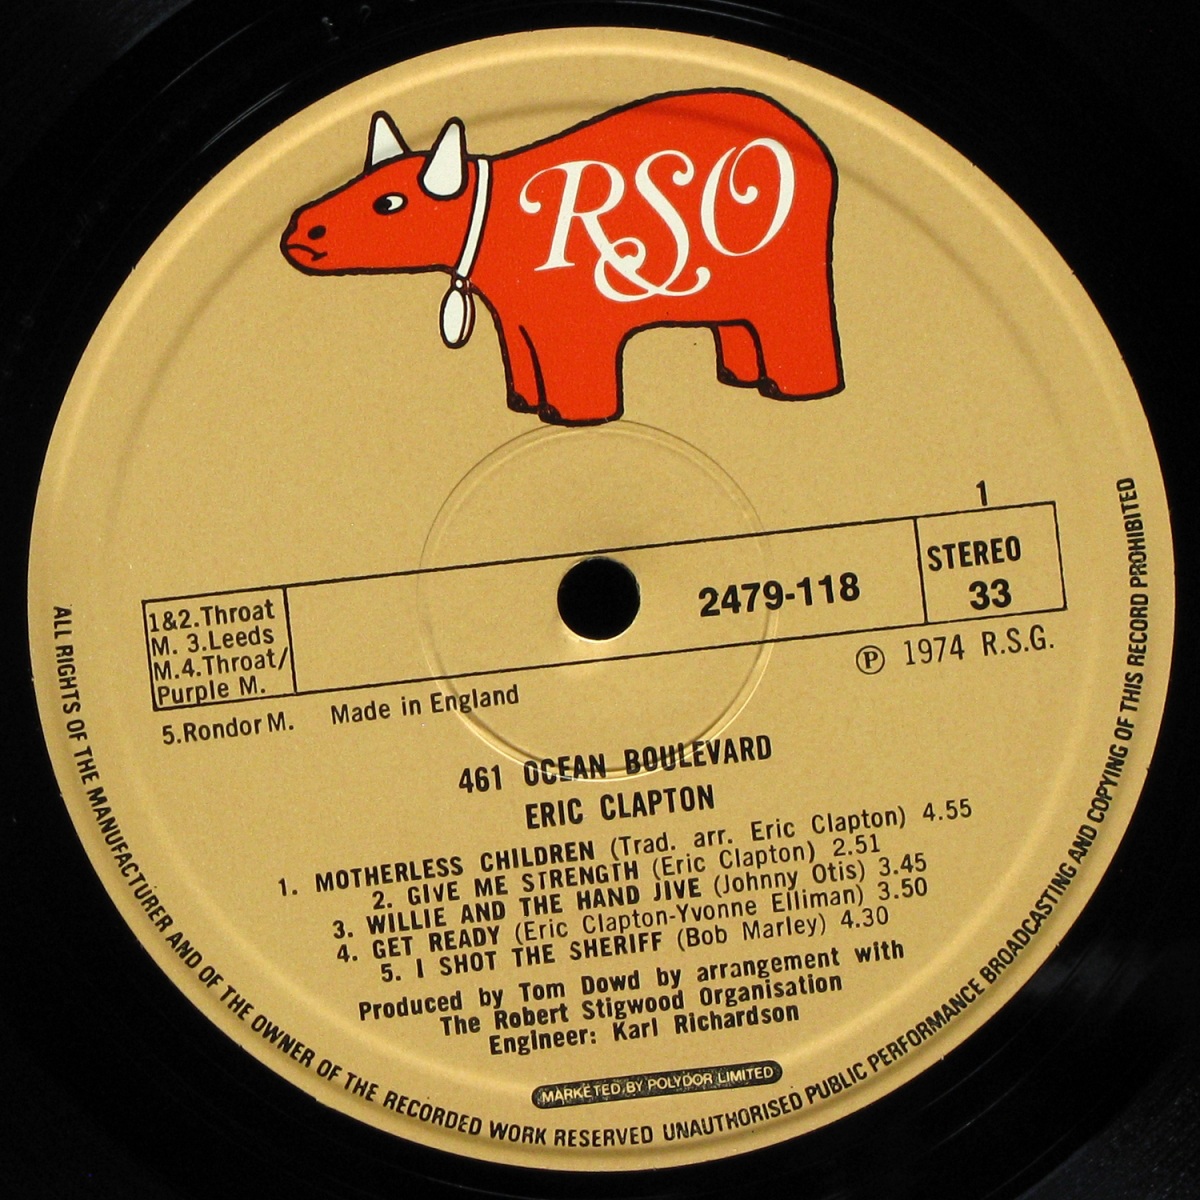 RSO
1
1&2.Throat
M. 3.Leeds
M.4.Throat/
Purple M.
5.Rondor M.
2479-118
STEREO
33
Ⓟ 1974 R.S.G.
Made in England
461 OCEAN BOULEVARD
ERIC CLAPTON
1. MOTHERLESS CHILDREN (Trad. arr. Eric Clapton) 4.55
2. GIVE ME STRENGTH (Eric Clapton) 2.51
3. WILLIE AND THE HAND JIVE (Johnny Otis) 3.45
4. GET READY (Eric Clapton-Yvonne Elliman) 3.50
5. I SHOT THE SHERIFF (Bob Marley) 4.30
Produced by Tom Dowd by arrangement with
The Robert Stigwood Organisation
Engineer: Karl Richardson
MARKETED BY POLYDOR LIMITED
ALL RIGHTS OF THE MANUFACTURER AND OF THE OWNER OF THE RECORDED WORK RESERVED UNAUTHORISED PUBLIC PERFORMANCE BROADCASTING AND COPYING OF THIS RECORD PROHIBITED